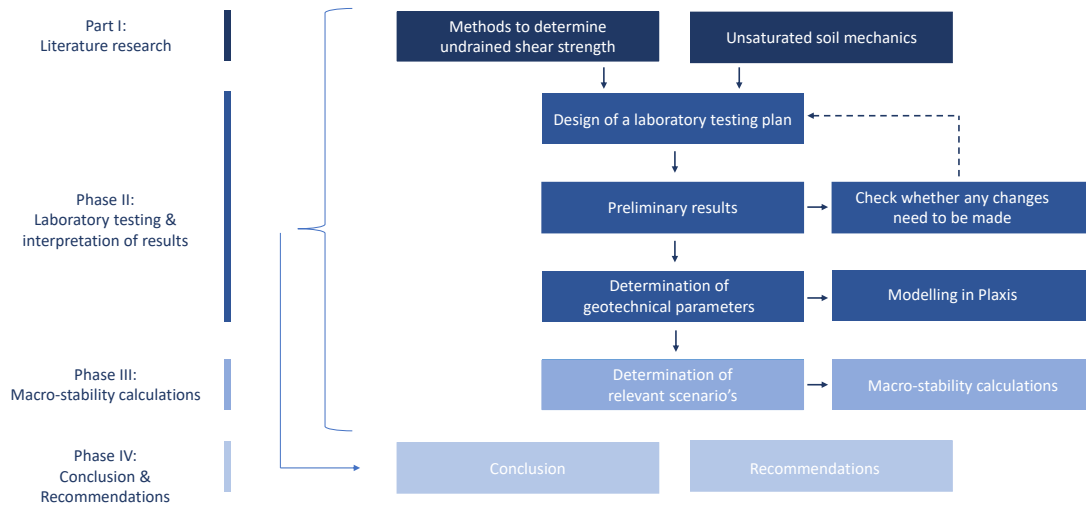 Part I:
Literature research
Methods to determine
undrained shear strength
Unsaturated soil mechanics
Phase II:
Laboratory testing &
interpretation of results
Design of a laboratory testing plan
Preliminary results
Check whether any changes
need to be made
Determination of
geotechnical parameters
Modelling in Plaxis
Phase III:
Macro-stability calculations
Determination of
relevant scenario's
Macro-stability calculations
Phase IV:
Conclusion &
Recommendations
Conclusion
Recommendations